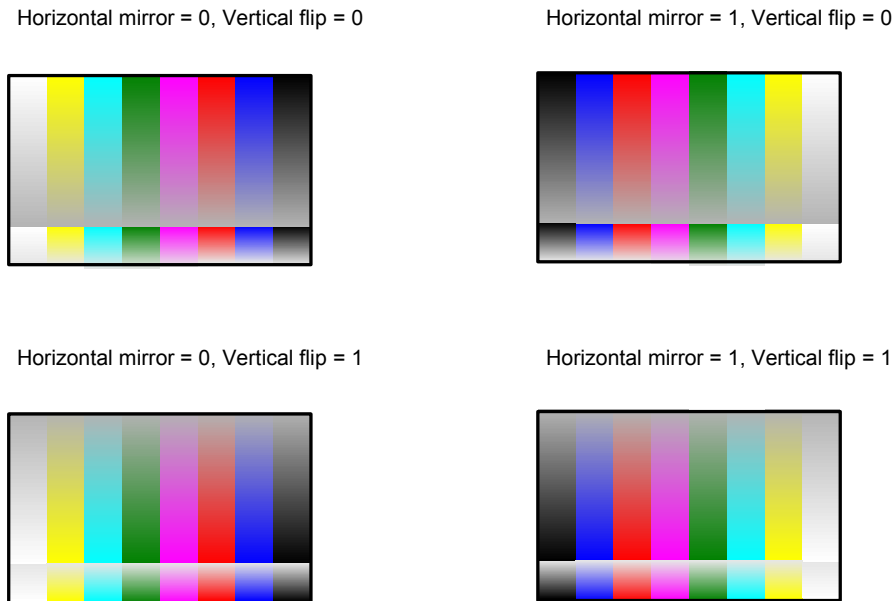 Horizontal mirror = 0, Vertical flip = 0
Horizontal mirror = 1, Vertical flip = 0
Horizontal mirror = 0, Vertical flip = 1
Horizontal mirror = 1, Vertical flip = 1